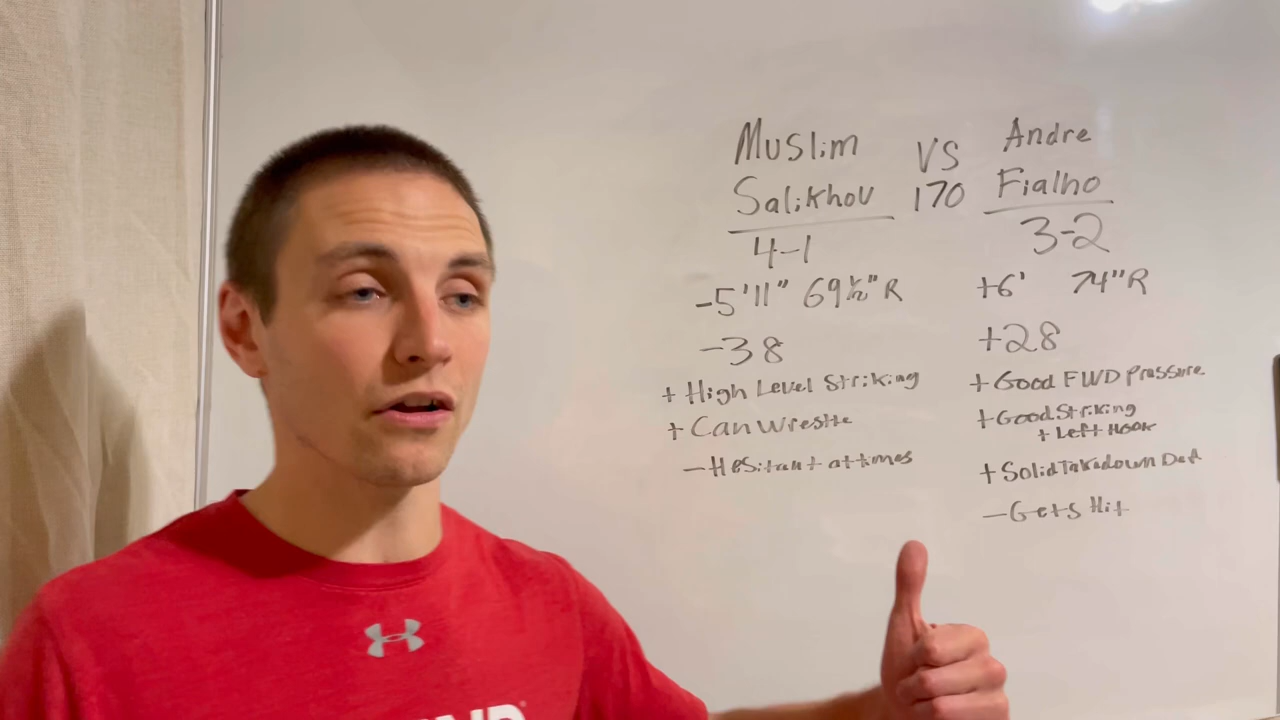 Muslim
Salikhov
4-1
-5'11" 69½"R
-38
+ High Level Striking
+ Can Wrestle
- Hesitant at times
VS
170
Andre
Fialho
3-2
+6' 74"R
+28
+ Good FWD Pressure
+ Good Striking
+ Left Hook
+ Solid Takedown Def
- Gets Hit